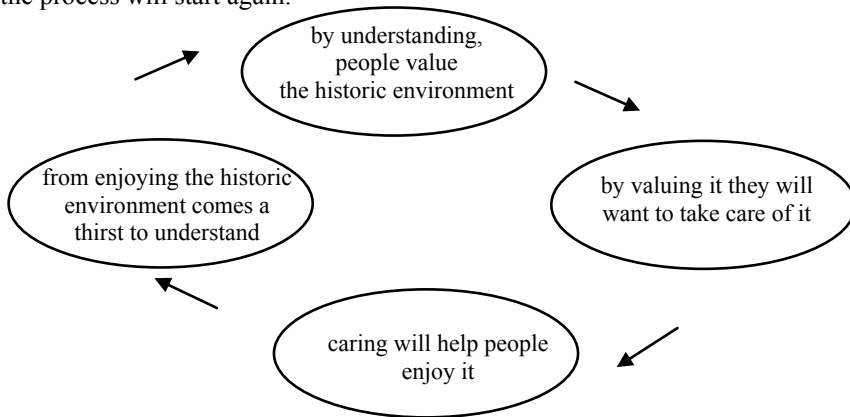 the process will start again.
by understanding,
people value
the historic environment
by valuing it they will
want to take care of it
caring will help people
enjoy it
from enjoying the historic
environment comes a
thirst to understand